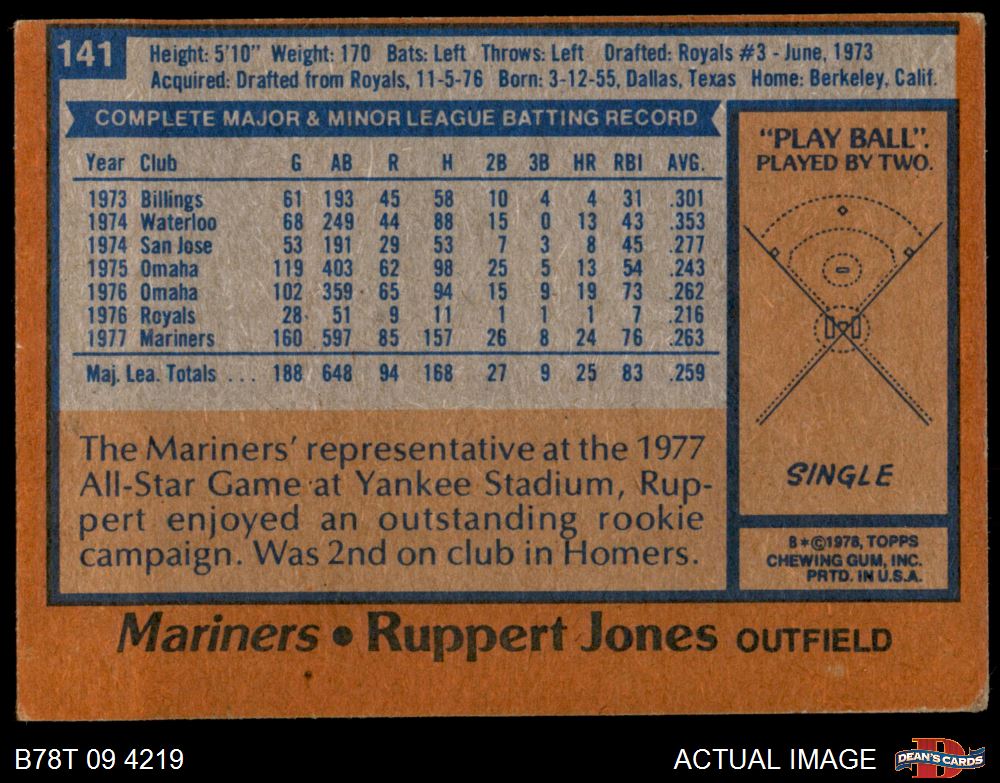 141
Height: 5'10" Weight: 170 Bats: Left Throws: Left Drafted: Royals #3 - June, 1973
Acquired: Drafted from Royals, 11-5-76 Born: 3-12-55, Dallas, Texas Home: Berkeley, Calif.
COMPLETE MAJOR & MINOR LEAGUE BATTING RECORD
Year Club G AB R H 2B 3B HR RBI AVG.
1973 Billings 61 193 45 58 10 4 4 31 .301
1974 Waterloo 68 249 44 88 15 0 13 43 .353
1974 San Jose 53 191 29 53 7 3 8 45 .277
1975 Omaha 119 403 62 98 25 5 13 54 .243
1976 Omaha 102 359 65 94 15 9 19 73 .262
1976 Royals 28 51 9 11 1 1 1 7 .216
1977 Mariners 160 597 85 157 26 8 24 76 .263
Maj. Lea. Totals ... 188 648 94 168 27 9 25 83 .259
The Mariners' representative at the 1977
All-Star Game at Yankee Stadium, Rup-
pert enjoyed an outstanding rookie
campaign. Was 2nd on club in Homers.
"PLAY BALL".
PLAYED BY TWO.
SINGLE
B*©1978, TOPPS
CHEWING GUM, INC.
PRTD. IN U.S.A.
Mariners • Ruppert Jones OUTFIELD
B78T 09 4219
ACTUAL IMAGE
D
DEAN'S CARDS